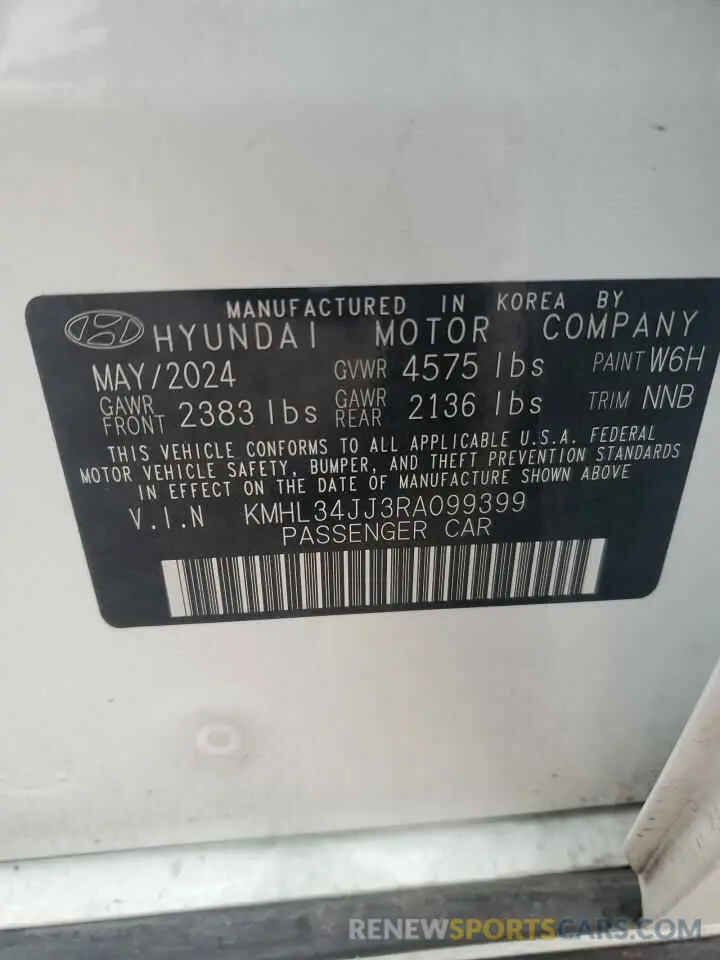 MANUFACTURED IN KOREA BY
HYUNDAI MOTOR COMPANY
MAY/2024 GVWR 4575 lbs PAINT W6H
GAWR FRONT 2383 lbs GAWR REAR 2136 lbs TRIM NNB
THIS VEHICLE CONFORMS TO ALL APPLICABLE U.S.A. FEDERAL
MOTOR VEHICLE SAFETY, BUMPER, AND THEFT PREVENTION STANDARDS
IN EFFECT ON THE DATE OF MANUFACTURE SHOWN ABOVE
V.I.N KMHL34JJ3RA099399
PASSENGER CAR
RENEWSPORTSCARS.COM